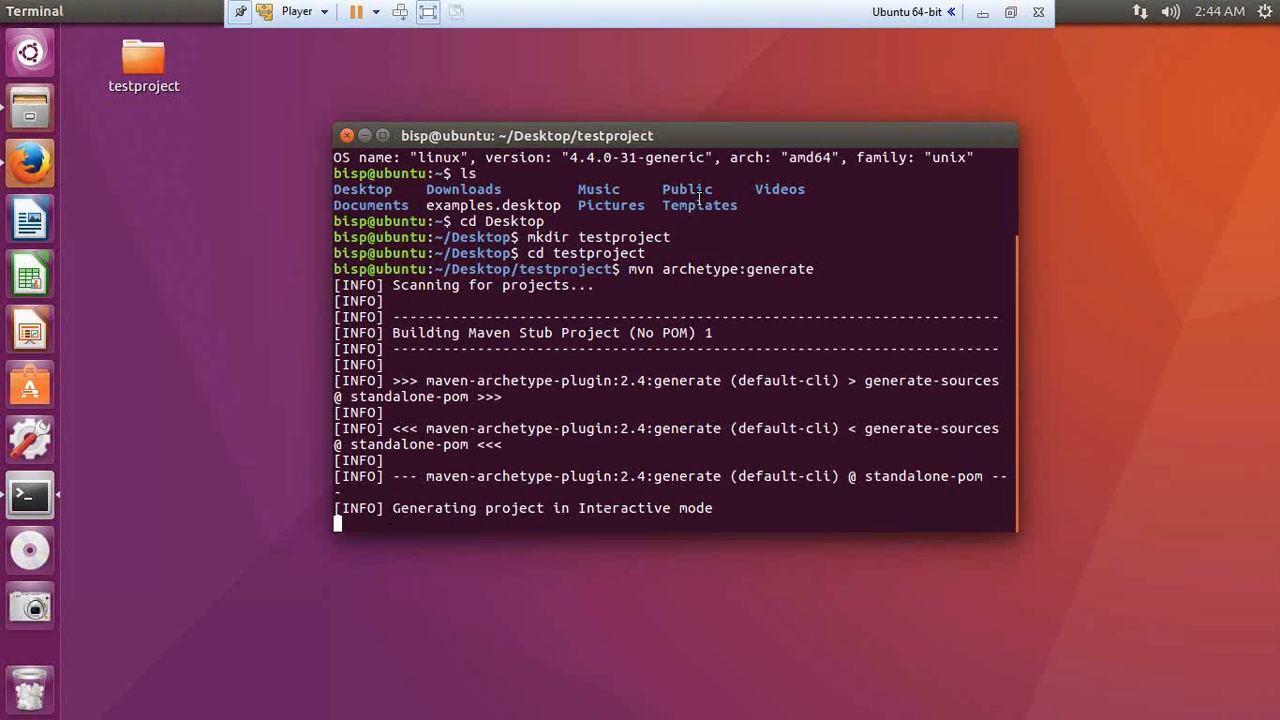 Terminal
Player
Ubuntu 64-bit
2:44 AM
testproject
bisp@ubuntu: ~/Desktop/testproject
OS name: "linux", version: "4.4.0-31-generic", arch: "amd64", family: "unix"
bisp@ubuntu:~$ ls
Desktop Downloads Music Public Videos
Documents examples.desktop Pictures Templates
bisp@ubuntu:~$ cd Desktop
bisp@ubuntu:~/Desktop$ mkdir testproject
bisp@ubuntu:~/Desktop$ cd testproject
bisp@ubuntu:~/Desktop/testproject$ mvn archetype:generate
[INFO] Scanning for projects...
[INFO]
[INFO] ------------------------------------------------------------------------
[INFO] Building Maven Stub Project (No POM) 1
[INFO] ------------------------------------------------------------------------
[INFO]
[INFO] >>> maven-archetype-plugin:2.4:generate (default-cli) > generate-sources
@ standalone-pom >>>
[INFO]
[INFO] <<< maven-archetype-plugin:2.4:generate (default-cli) < generate-sources
@ standalone-pom <<<
[INFO]
[INFO] --- maven-archetype-plugin:2.4:generate (default-cli) @ standalone-pom --
-
[INFO] Generating project in Interactive mode